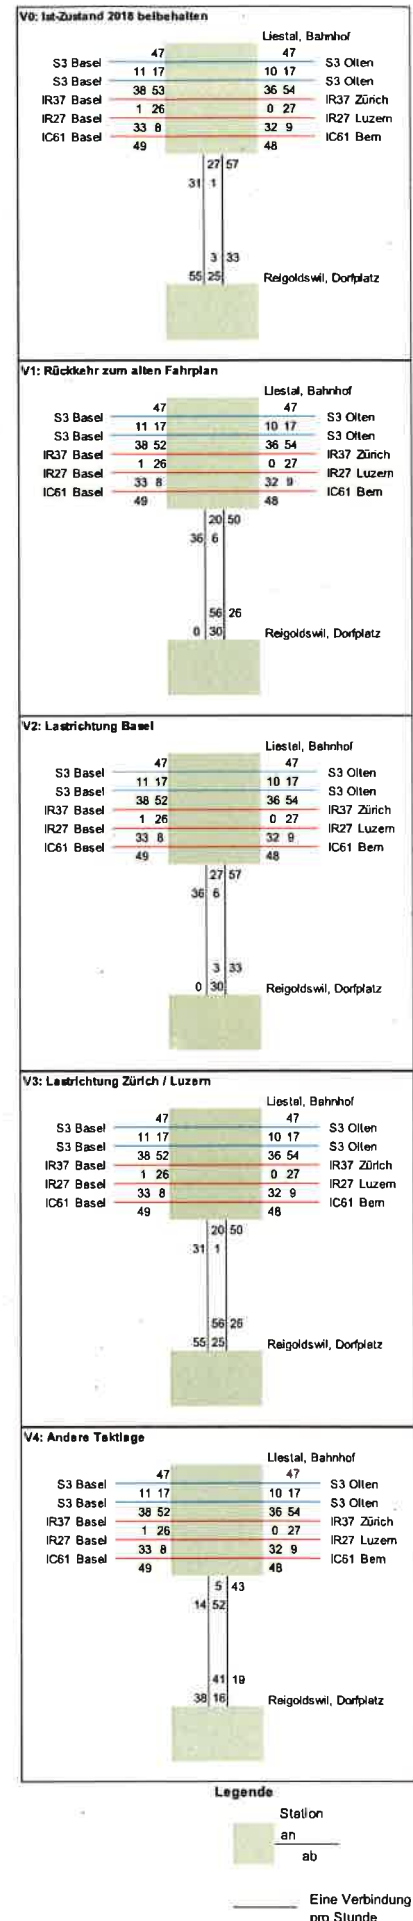 V0: Ist-Zustand 2018 beibehalten
Liestal, Bahnhof
47 47
S3 Basel S3 Olten
11 17 10 17
S3 Basel S3 Olten
38 53 36 54
IR37 Basel IR37 Zürich
1 26 0 27
IR27 Basel IR27 Luzern
33 8 32 9
IC61 Basel IC61 Bern
49 48
27 57
31 1
3 33
55 25 Reigoldswil, Dorfplatz
V1: Rückkehr zum alten Fahrplan
Liestal, Bahnhof
47 47
S3 Basel S3 Olten
11 17 10 17
S3 Basel S3 Olten
38 52 36 54
IR37 Basel IR37 Zürich
1 26 0 27
IR27 Basel IR27 Luzern
33 8 32 9
IC61 Basel IC61 Bern
49 48
20 50
36 6
56 26
0 30 Reigoldswil, Dorfplatz
V2: Lastrichtung Basel
Liestal, Bahnhof
47 47
S3 Basel S3 Olten
11 17 10 17
S3 Basel S3 Olten
38 52 36 54
IR37 Basel IR37 Zürich
1 26 0 27
IR27 Basel IR27 Luzern
33 8 32 9
IC61 Basel IC61 Bern
49 48
27 57
36 6
3 33
0 30 Reigoldswil, Dorfplatz
V3: Lastrichtung Zürich / Luzern
Liestal, Bahnhof
47 47
S3 Basel S3 Olten
11 17 10 17
S3 Basel S3 Olten
38 52 36 54
IR37 Basel IR37 Zürich
1 26 0 27
IR27 Basel IR27 Luzern
33 8 32 9
IC61 Basel IC61 Bern
49 48
20 50
31 1
56 26
55 25 Reigoldswil, Dorfplatz
V4: Andere Taktlage
Liestal, Bahnhof
47 47
S3 Basel S3 Olten
11 17 10 17
S3 Basel S3 Olten
38 52 36 54
IR37 Basel IR37 Zürich
1 26 0 27
IR27 Basel IR27 Luzern
33 8 32 9
IC61 Basel IC61 Bern
49 48
5 43
14 52
41 19
38 16 Reigoldswil, Dorfplatz
Legende
Station
an
ab
Eine Verbindung
pro Stunde